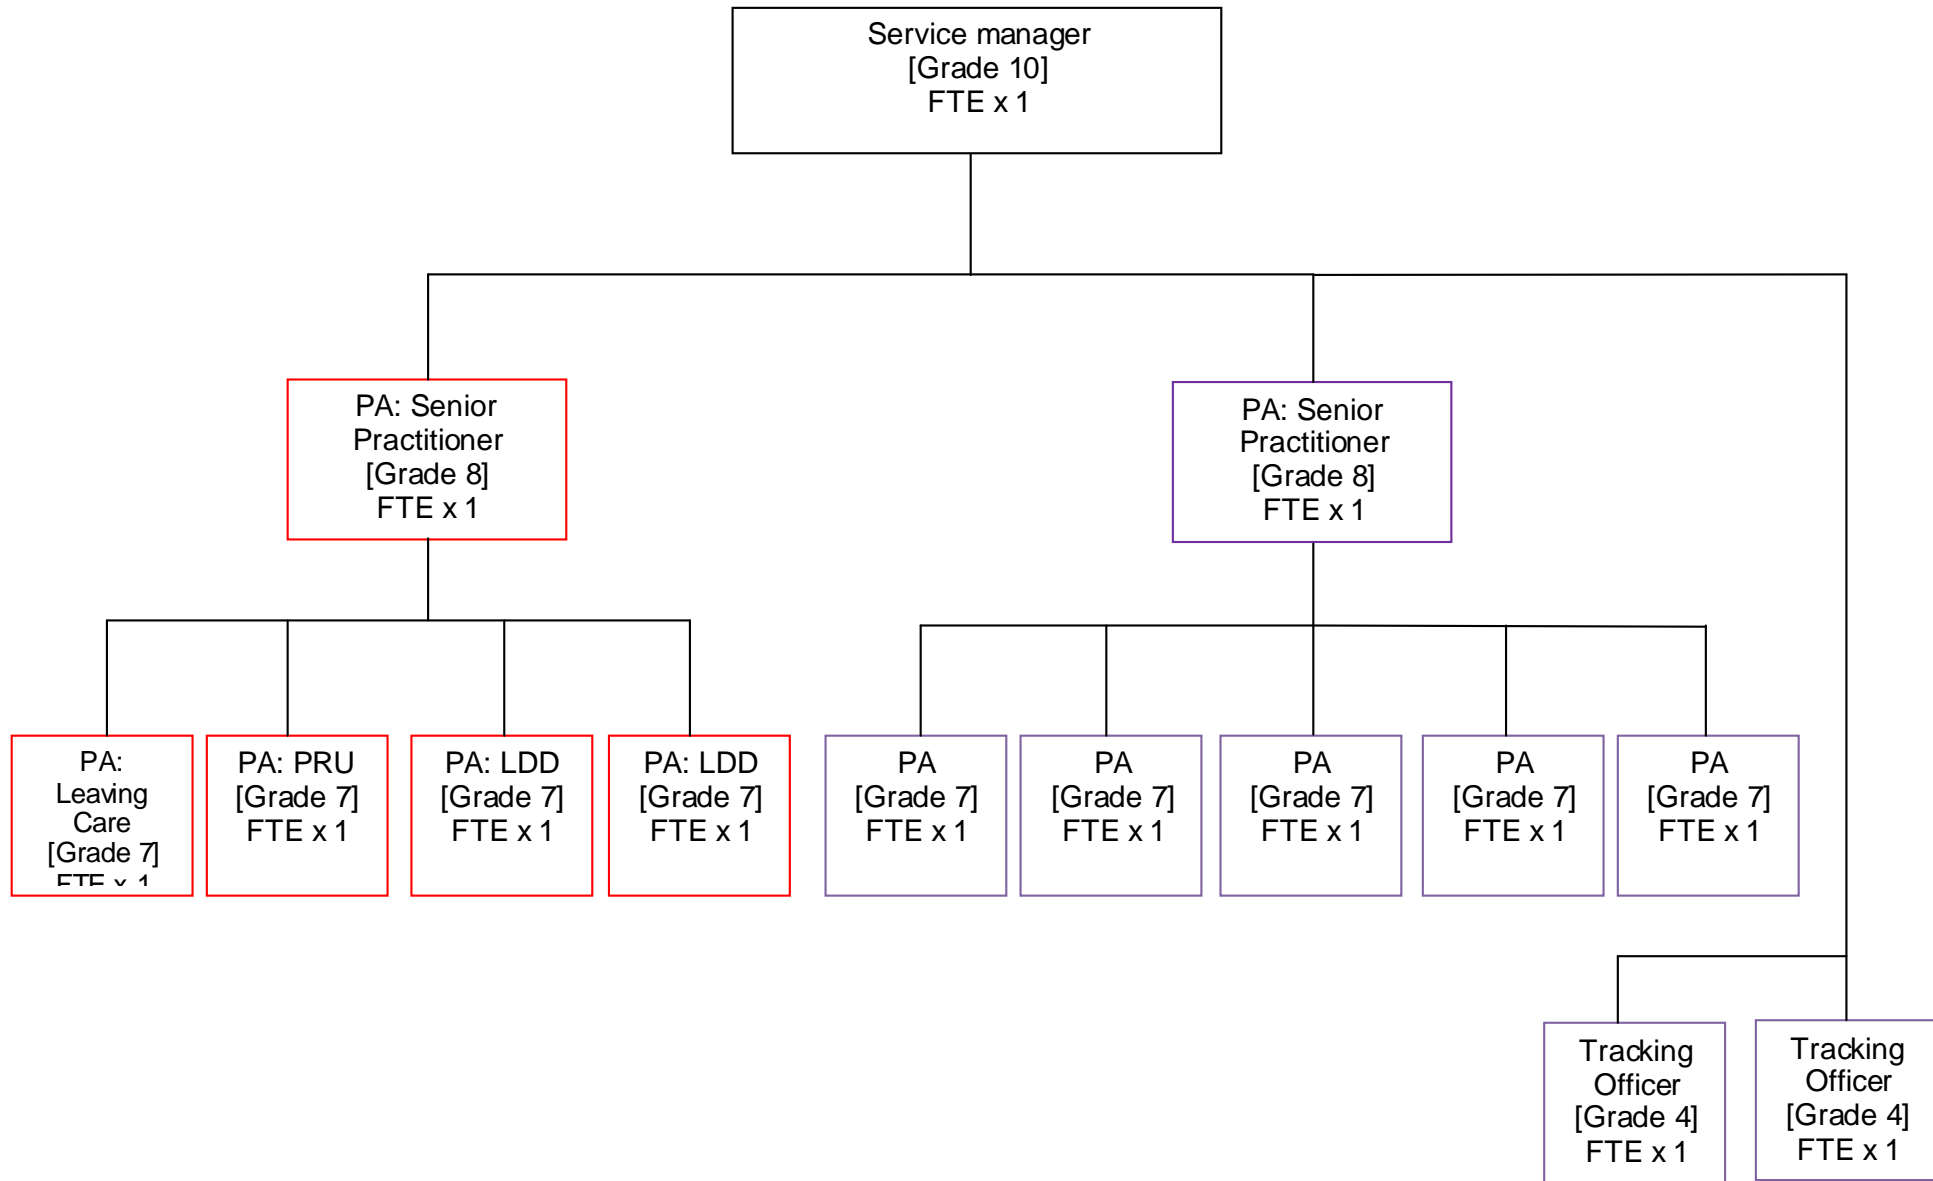 Service manager
[Grade 10]
FTE x 1
PA: Senior
Practitioner
[Grade 8]
FTE x 1
PA: Senior
Practitioner
[Grade 8]
FTE x 1
PA:
Leaving
Care
[Grade 7]
FTE x 1
PA: PRU
[Grade 7]
FTE x 1
PA: LDD
[Grade 7]
FTE x 1
PA: LDD
[Grade 7]
FTE x 1
PA
[Grade 7]
FTE x 1
PA
[Grade 7]
FTE x 1
PA
[Grade 7]
FTE x 1
PA
[Grade 7]
FTE x 1
PA
[Grade 7]
FTE x 1
Tracking
Officer
[Grade 4]
FTE x 1
Tracking
Officer
[Grade 4]
FTE x 1